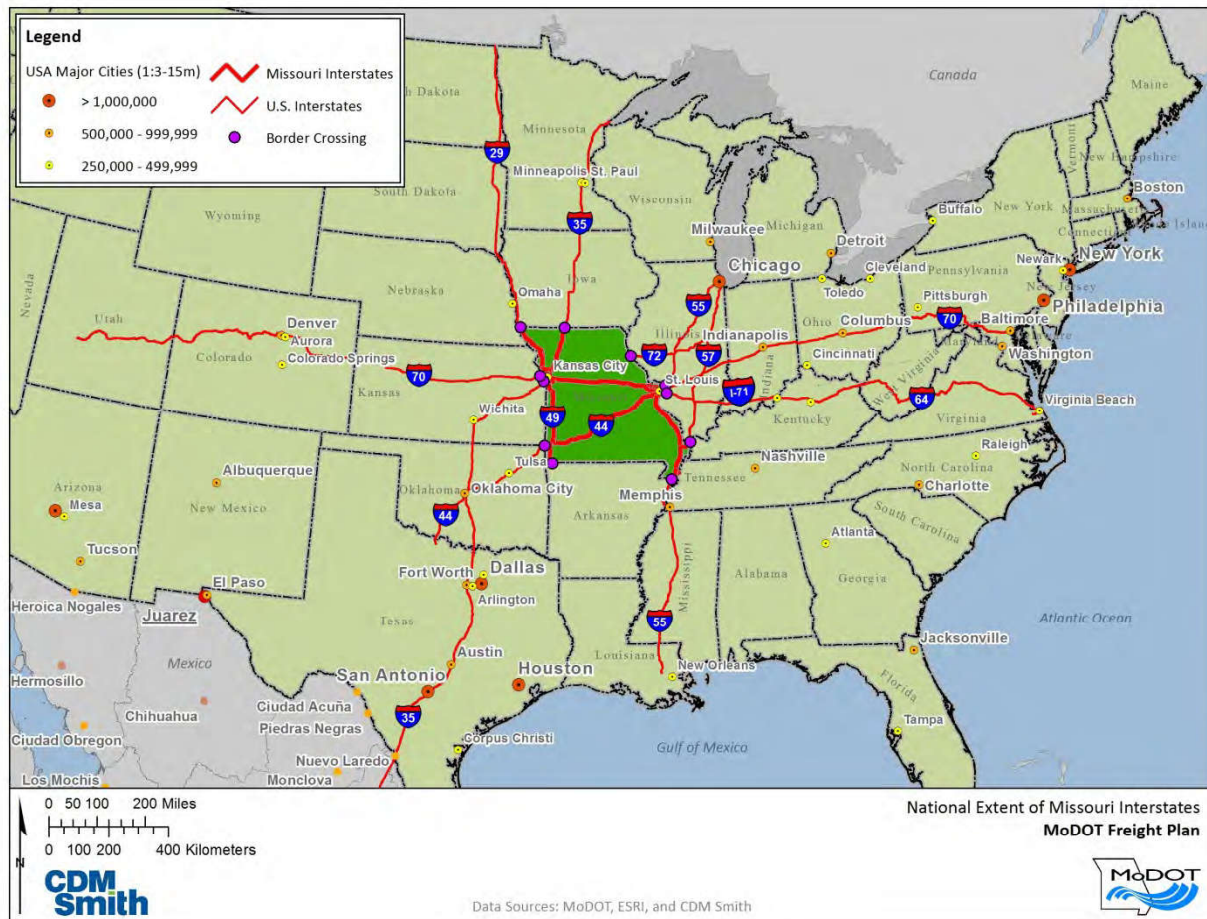 Legend
USA Major Cities (1:3-15m)
> 1,000,000
500,000 - 999,999
250,000 - 499,999
Missouri Interstates
U.S. Interstates
Border Crossing
Canada
Maine
Vermont
New Hampshire
Minnesota
29
Minneapolis St. Paul
South Dakota
35
Wisconsin
Michigan
Buffalo
New York
Massachuset
Boston
Connecticut
Wyoming
Milwaukee
Detroit
Chicago
Toledo
Cleveland
Pennsylvania
Newark
New York
New Jersey
Nevada
Nebraska
Iowa
Omaha
55
Illinois
Indianapolis
Ohio
Columbus
Pittsburgh
70
Philadelphia
Baltimore
Maryland
Washington
Utah
Denver
Aurora
Colorado
Colorado Springs
70
Kansas
Kansas City
72
57
Indiana
Cincinnati
West Virginia
St. Louis
I-71
Kentucky
64
Virginia
Virginia Beach
Wichita
49
44
Raleigh
Tulsa
Tennessee
Nashville
North Carolina
Charlotte
Albuquerque
Oklahoma
Oklahoma City
Memphis
Arizona
Mesa
New Mexico
44
Arkansas
South Carolina
Tucson
Atlanta
Fort Worth
Dallas
Arlington
Mississippi
Alabama
Georgia
El Paso
Heroica Nogales
Juarez
Texas
55
Atlantic Ocean
Jacksonville
Mexico
Austin
Louisiana
New Orleans
Hermosillo
San Antonio
Houston
Florida
Chihuahua
Ciudad Acuña
35
Tampa
Ciudad Obregon
Piedras Negras
Corpus Christi
Gulf of Mexico
Nuevo Laredo
Los Mochis
Monclova
0 50 100 200 Miles
0 100 200 400 Kilometers
N
National Extent of Missouri Interstates
MoDOT Freight Plan
CDM
Smith
Data Sources: MoDOT, ESRI, and CDM Smith
MoDOT